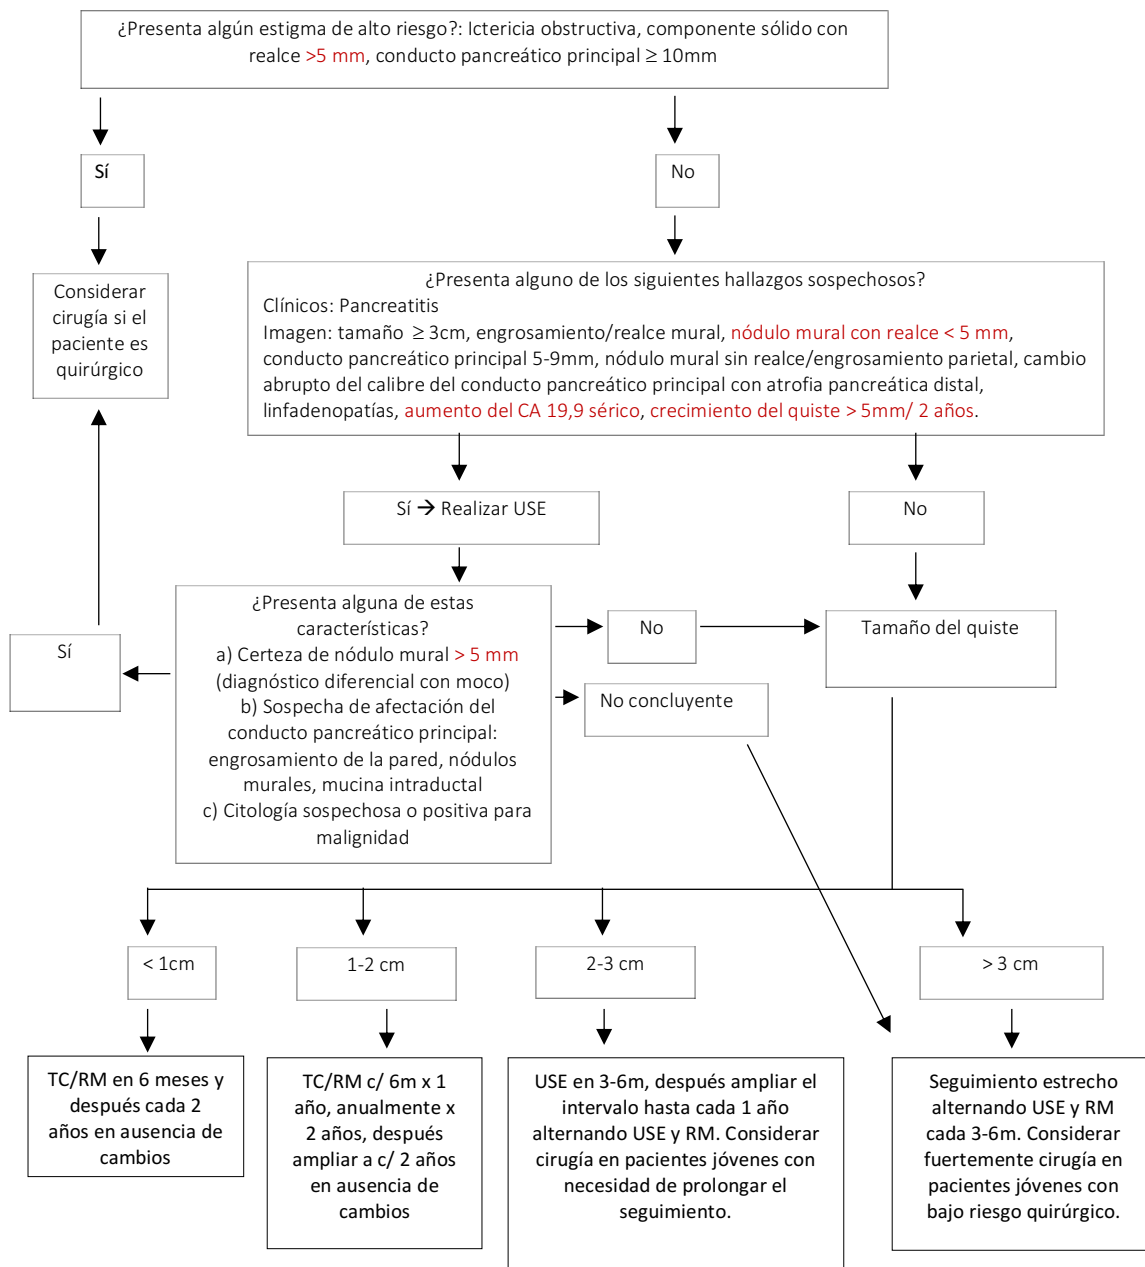 ¿Presenta algún estigma de alto riesgo?: Ictericia obstructiva, componente sólido con
realce >5 mm, conducto pancreático principal ≥ 10mm
Sí
No
Considerar
cirugía si el
paciente es
quirúrgico
¿Presenta alguno de los siguientes hallazgos sospechosos?
Clínicos: Pancreatitis
Imagen: tamaño ≥ 3cm, engrosamiento/realce mural, nódulo mural con realce < 5 mm,
conducto pancreático principal 5-9mm, nódulo mural sin realce/engrosamiento parietal, cambio
abrupto del calibre del conducto pancreático principal con atrofia pancreática distal,
linfadenopatías, aumento del CA 19,9 sérico, crecimiento del quiste > 5mm/ 2 años.
Sí → Realizar USE
No
¿Presenta alguna de estas
características?
a) Certeza de nódulo mural > 5 mm
(diagnóstico diferencial con moco)
b) Sospecha de afectación del
conducto pancreático principal:
engrosamiento de la pared, nódulos
murales, mucina intraductal
c) Citología sospechosa o positiva para
malignidad
Sí
No
No concluyente
Tamaño del quiste
< 1cm
1-2 cm
2-3 cm
> 3 cm
TC/RM en 6 meses y
después cada 2
años en ausencia de
cambios
TC/RM c/ 6m x 1
año, anualmente x
2 años, después
ampliar a c/ 2 años
en ausencia de
cambios
USE en 3-6m, después ampliar el
intervalo hasta cada 1 año
alternando USE y RM. Considerar
cirugía en pacientes jóvenes con
necesidad de prolongar el
seguimiento.
Seguimiento estrecho
alternando USE y RM
cada 3-6m. Considerar
fuertemente cirugía en
pacientes jóvenes con
bajo riesgo quirúrgico.